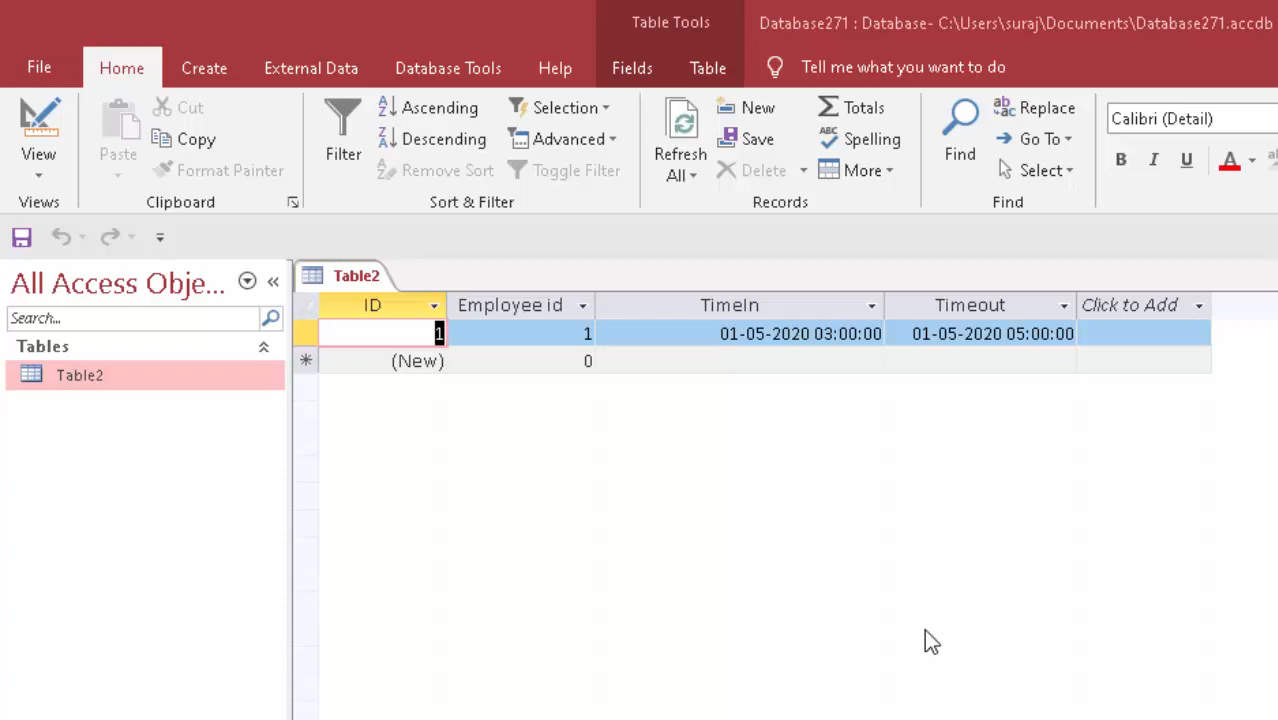 Table Tools
Database271 : Database- C:\Users\suraj\Documents\Database271.accdb
File Home Create External Data Database Tools Help Fields Table Tell me what you want to do
View
Views
Paste
Cut
Copy
Format Painter
Clipboard
Filter
Ascending
Descending
Remove Sort
Selection
Advanced
Toggle Filter
Sort & Filter
Refresh
All
New
Save
Delete
Totals
Spelling
More
Records
Find
Replace
Go To
Select
Find
Calibri (Detail)
B I U A
All Access Obje...
Search...
Tables
Table2
Table2
ID Employee id TimeIn Timeout Click to Add
1 1 01-05-2020 03:00:00 01-05-2020 05:00:00
(New) 0